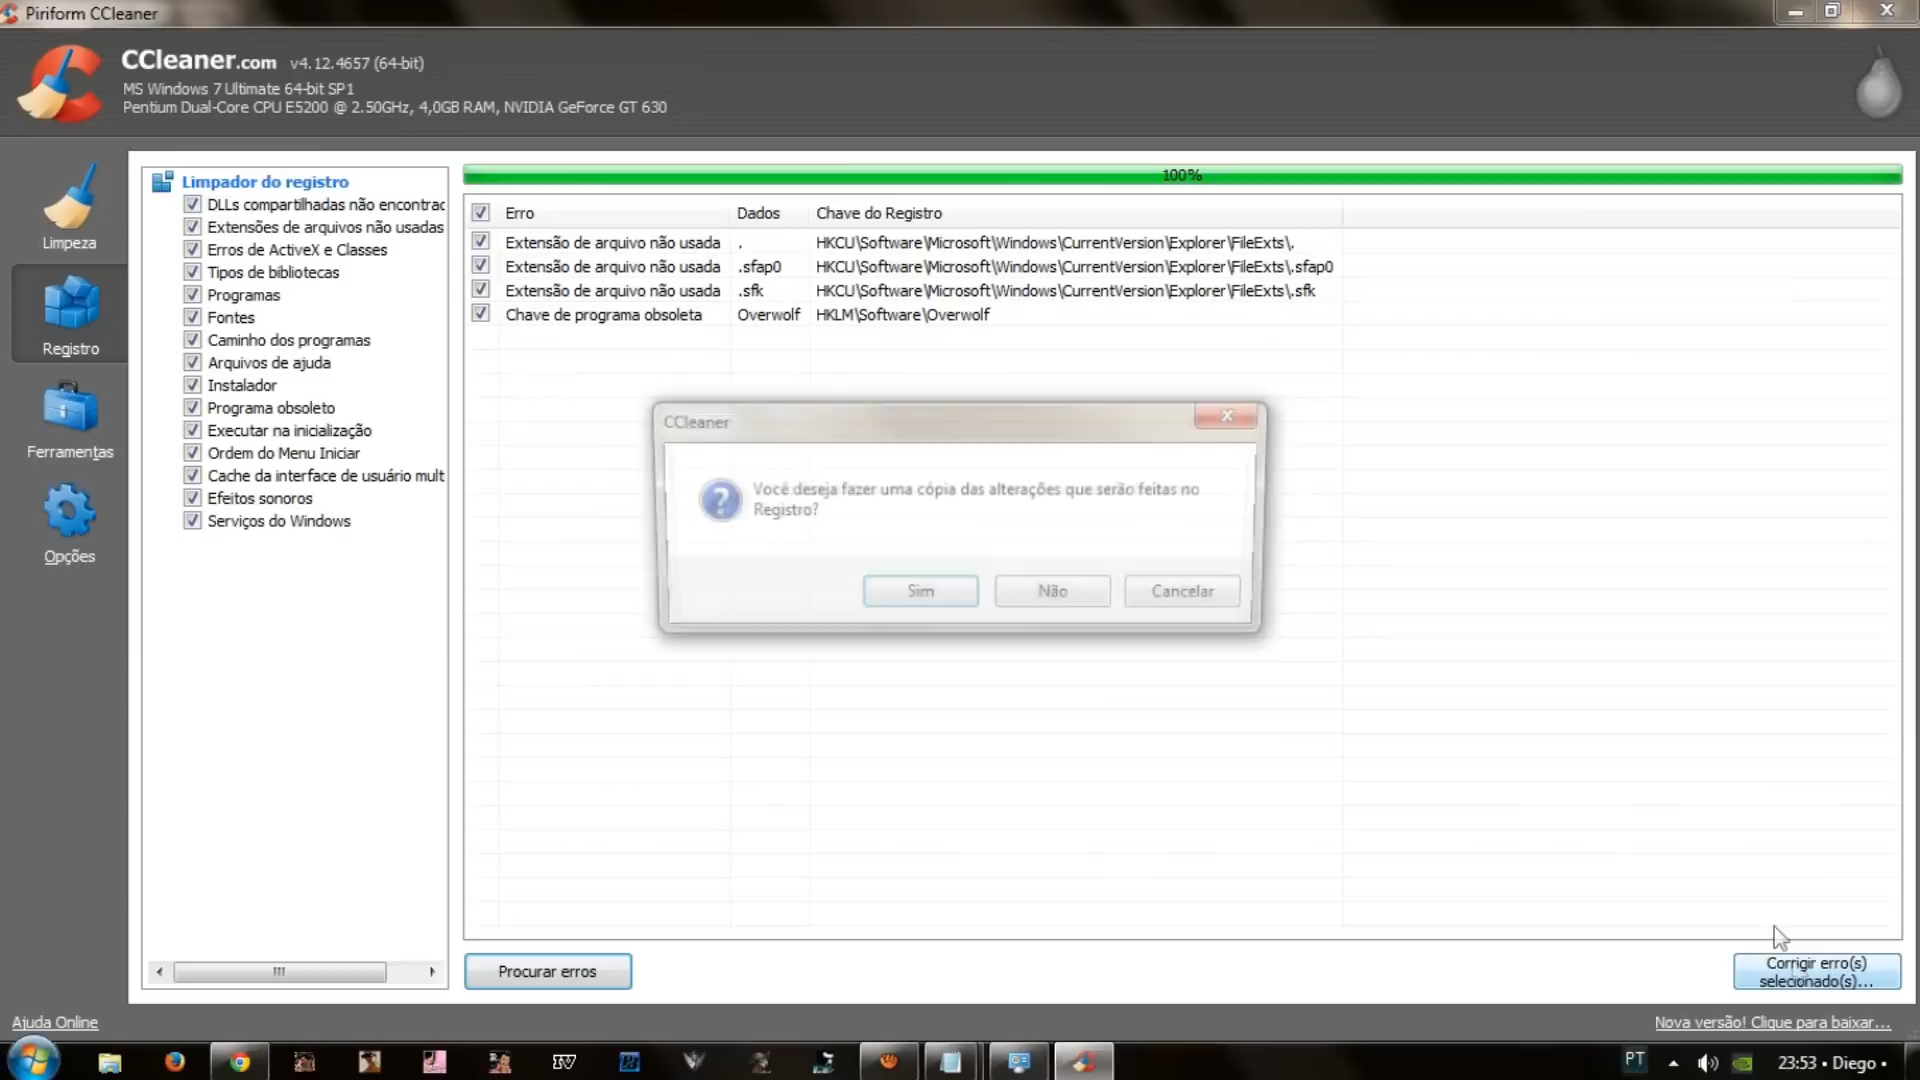 Piriform CCleaner
CCleaner.com v4.12.4657 (64-bit)
MS Windows 7 Ultimate 64-bit SP1
Pentium Dual-Core CPU E5200 @ 2.50GHz, 4,0GB RAM, NVIDIA GeForce GT 630
Limpeza
Registro
Ferramentas
Opções
Limpador do registro
DLLs compartilhadas não encontrac
Extensões de arquivos não usadas
Erros de ActiveX e Classes
Tipos de bibliotecas
Programas
Fontes
Caminho dos programas
Arquivos de ajuda
Instalador
Programa obsoleto
Executar na inicialização
Ordem do Menu Iniciar
Cache da interface de usuário mult
Efeitos sonoros
Serviços do Windows
100%
Erro Dados Chave do Registro
Extensão de arquivo não usada . HKCU\Software\Microsoft\Windows\CurrentVersion\Explorer\FileExts\.
Extensão de arquivo não usada .sfap0 HKCU\Software\Microsoft\Windows\CurrentVersion\Explorer\FileExts\.sfap0
Extensão de arquivo não usada .sfk HKCU\Software\Microsoft\Windows\CurrentVersion\Explorer\FileExts\.sfk
Chave de programa obsoleta Overwolf HKLM\Software\Overwolf
CCleaner
Você deseja fazer uma cópia das alterações que serão feitas no
Registro?
Sim Não Cancelar
Procurar erros
Corrigir erro(s)
selecionado(s)...
Ajuda Online
Nova versão! Clique para baixar...
IV
PT
23:53 • Diego •